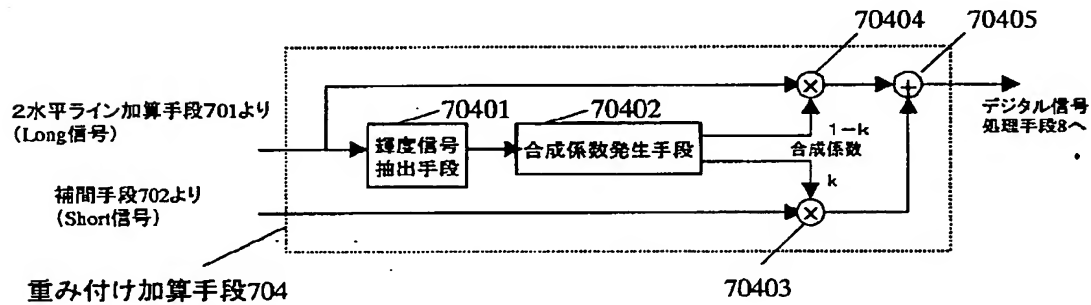 70404
70405
2水平ライン加算手段701より
(Long信号)
70401
70402
輝度信号
抽出手段
合成係数発生手段
1-k
合成係数
k
デジタル信号
処理手段8へ
補間手段702より
(Short信号)
重み付け加算手段704
70403